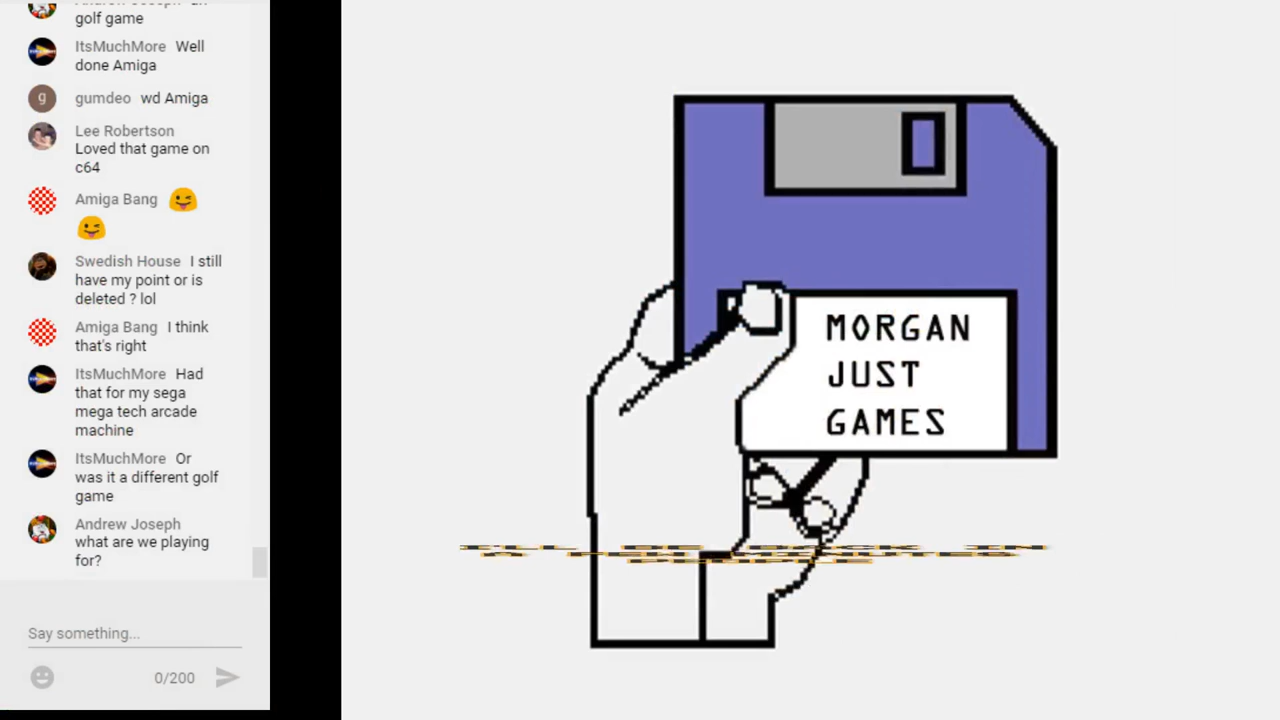 golf game
ItsMuchMore Well
done Amiga
g
gumdeo wd Amiga
Lee Robertson
Loved that game on
c64
Amiga Bang
Swedish House I still
have my point or is
deleted ? lol
Amiga Bang I think
that's right
ItsMuchMore Had
that for my sega
mega tech arcade
machine
ItsMuchMore Or
was it a different golf
game
Andrew Joseph
what are we playing
for?
Say something...
0/200
MORGAN
JUST
GAMES